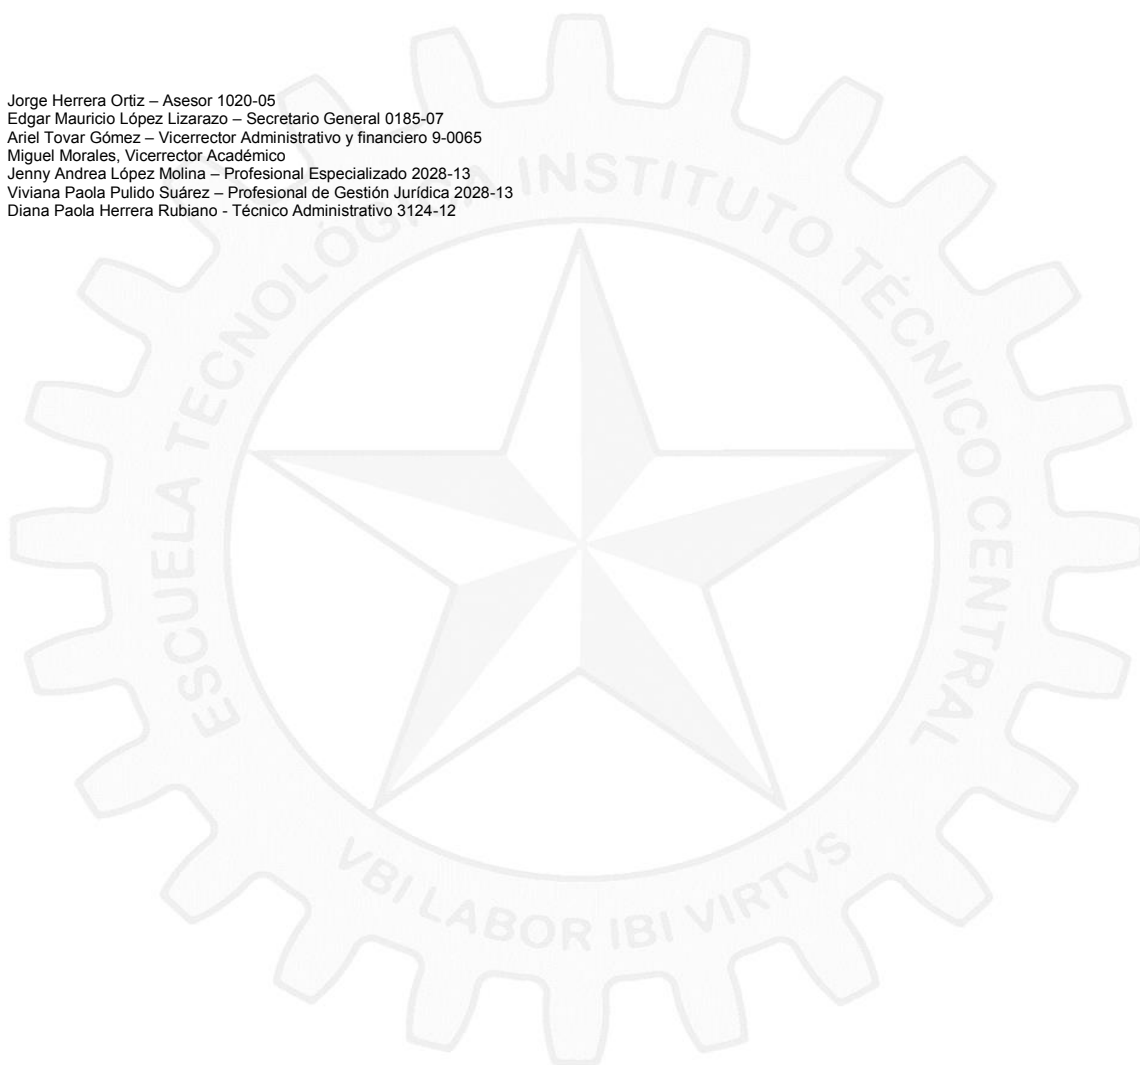 Jorge Herrera Ortiz – Asesor 1020-05
Edgar Mauricio López Lizarazo – Secretario General 0185-07
Ariel Tovar Gómez – Vicerrector Administrativo y financiero 9-0065
Miguel Morales, Vicerrector Académico
Jenny Andrea López Molina – Profesional Especializado 2028-13
Viviana Paola Pulido Suárez – Profesional de Gestión Jurídica 2028-13
Diana Paola Herrera Rubiano - Técnico Administrativo 3124-12
ESCUELA TECNOLÓGICA INSTITUTO TÉCNICO CENTRAL
VBI LABOR IBI VIRTVS